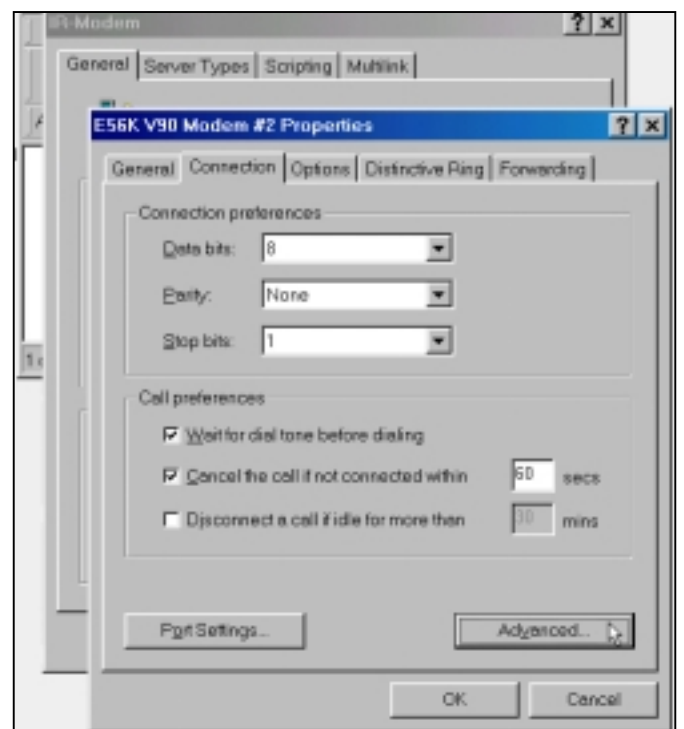 IR-Modem
General Server Types Scripting Multilink
E56K V90 Modem #2 Properties
General Connection Options Distinctive Ring Forwarding
Connection preferences
Data bits: 8
Parity: None
Stop bits: 1
Call preferences
Wait for dial tone before dialing
Cancel the call if not connected within 60 secs
Disconnect a call if idle for more than 30 mins
Port Settings... Advanced...
OK Cancel